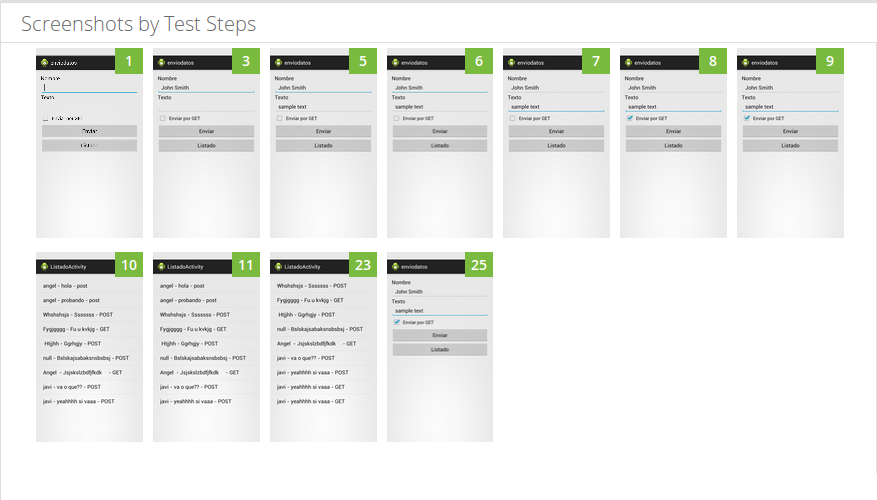 Screenshots by Test Steps
enviodatos 1
Nombre
Texto
Enviar por GET
Enviar
Listado
enviodatos 3
Nombre
John Smith
Texto
Enviar por GET
Enviar
Listado
enviodatos 5
Nombre
John Smith
Texto
sample text
Enviar por GET
Enviar
Listado
enviodatos 6
Nombre
John Smith
Texto
sample text
Enviar por GET
Enviar
Listado
enviodatos 7
Nombre
John Smith
Texto
sample text
Enviar por GET
Enviar
Listado
enviodatos 8
Nombre
John Smith
Texto
sample text
Enviar por GET
Enviar
Listado
enviodatos 9
Nombre
John Smith
Texto
sample text
Enviar por GET
Enviar
Listado
ListadoActivity 10
angel - hola - post
angel - probando - post
Whshshsjs - Sssssss - POST
Fygjgggg - Fu u kvkjg - GET
Htjjhh - Ggrhgjy - POST
null - Bslskajsabaksnsbsbsj - POST
Angel - Jsjskslzbdfjfkdk - GET
javi - va o que?? - POST
javi - yeahhhh si vaaa - POST
ListadoActivity 11
angel - hola - post
angel - probando - post
Whshshsjs - Sssssss - POST
Fygjgggg - Fu u kvkjg - GET
Htjjhh - Ggrhgjy - POST
null - Bslskajsabaksnsbsbsj - POST
Angel - Jsjskslzbdfjfkdk - GET
javi - va o que?? - POST
javi - yeahhhh si vaaa - POST
ListadoActivity 23
Whshshsjs - Sssssss - POST
Fygjgggg - Fu u kvkjg - GET
Htjjhh - Ggrhgjy - POST
null - Bslskajsabaksnsbsbsj - POST
Angel - Jsjskslzbdfjfkdk - GET
javi - va o que?? - POST
javi - yeahhhh si vaaa - POST
javi - yeahhhh si vaaa - GET
javi - yeahhhh si vaaa - GET
enviodatos 25
Nombre
John Smith
Texto
sample text
Enviar por GET
Enviar
Listado